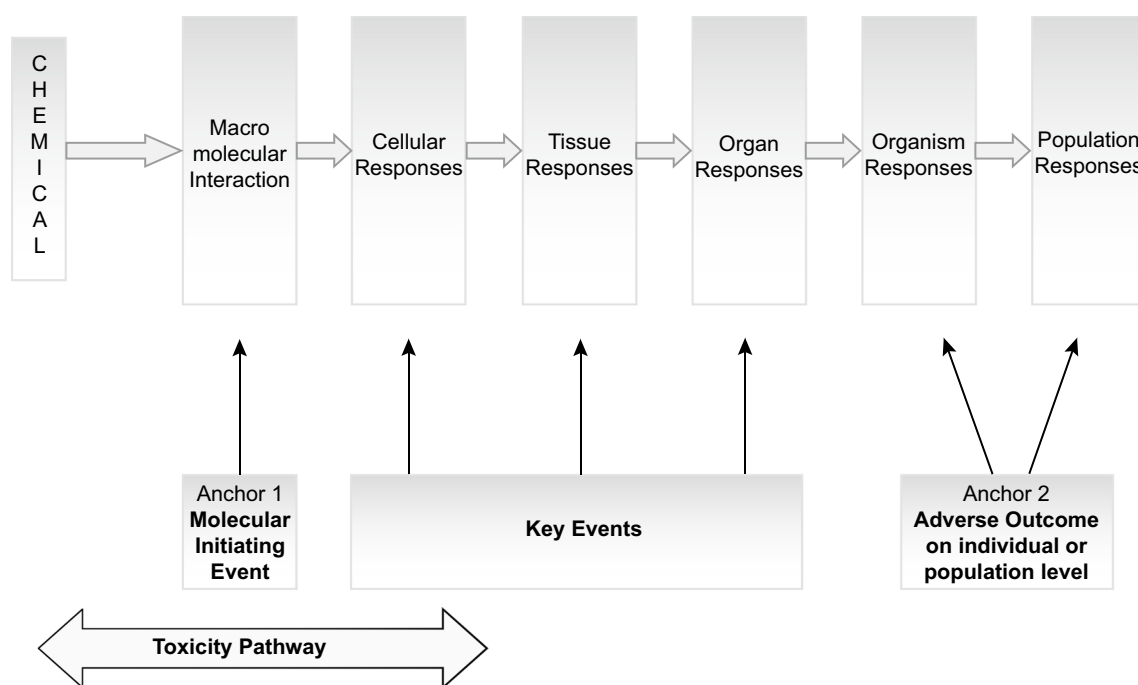 C
H
E
M
I
C
A
L
Macro
molecular
Interaction
Cellular
Responses
Tissue
Responses
Organ
Responses
Organism
Responses
Population
Responses
Anchor 1
Molecular
Initiating
Event
Key Events
Anchor 2
Adverse Outcome
on individual or
population level
Toxicity Pathway